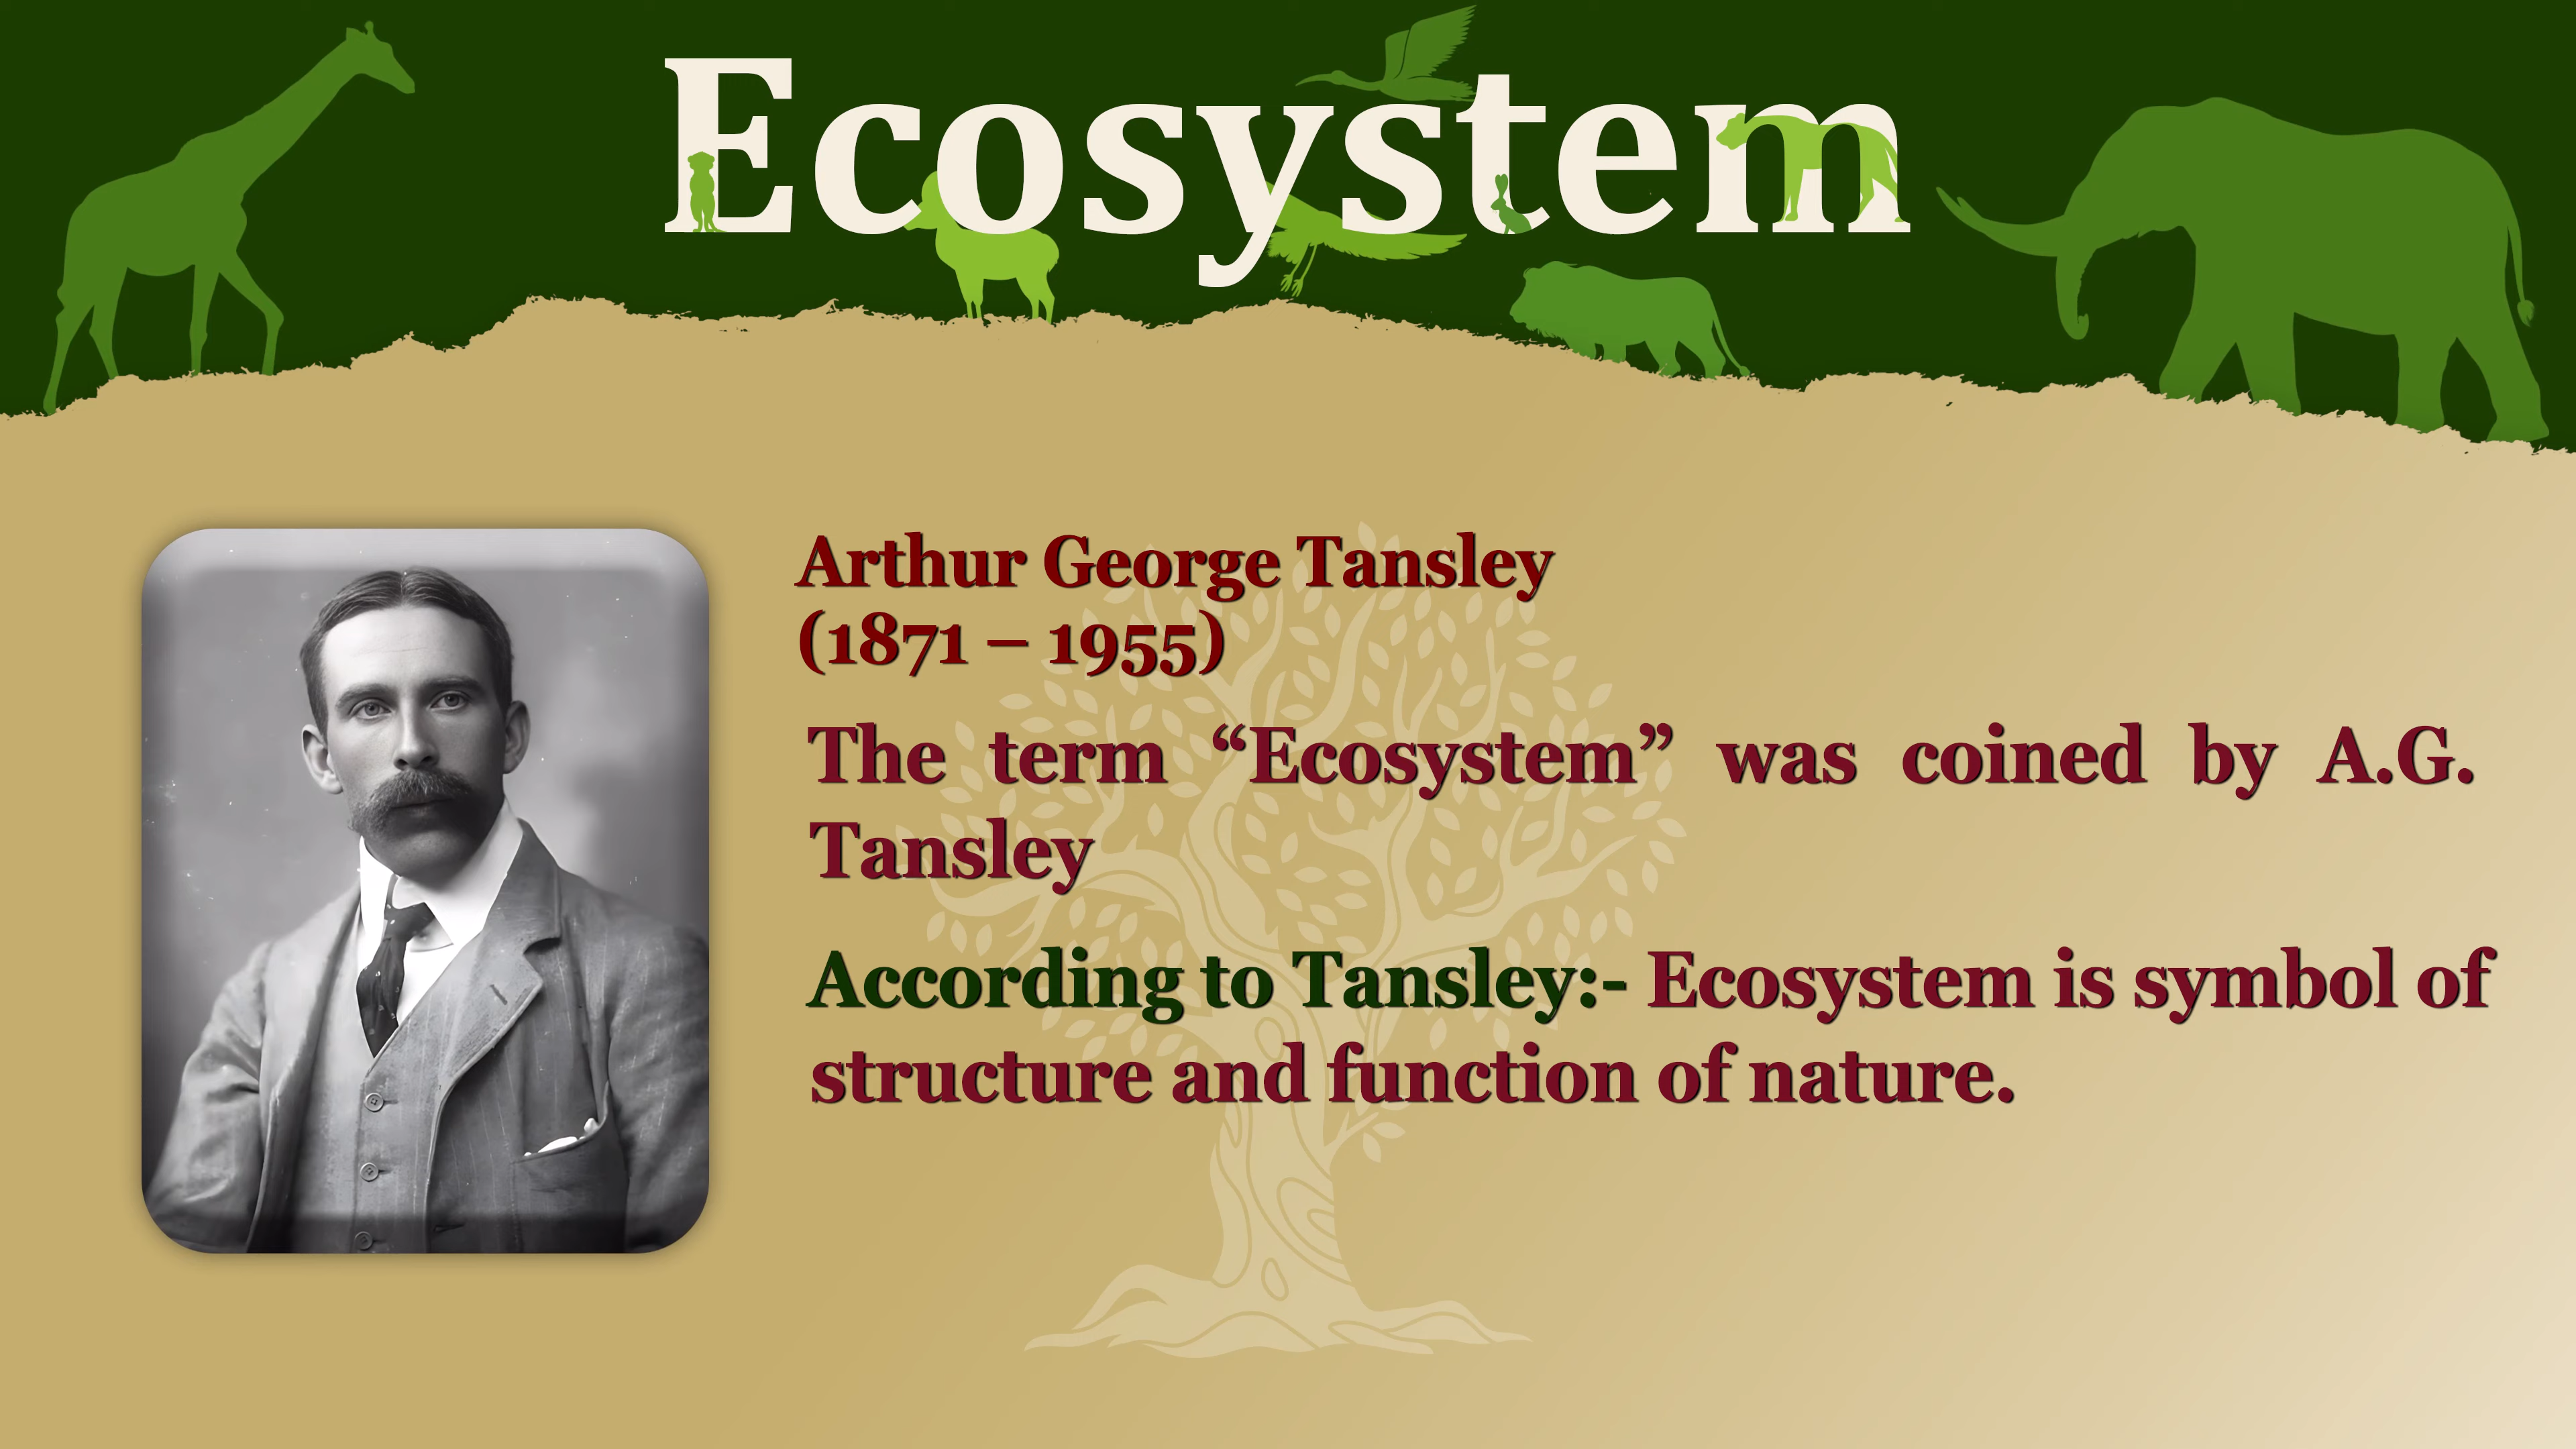 Ecosystem
Arthur George Tansley
(1871 – 1955)
The term “Ecosystem” was coined by A.G.
Tansley
According to Tansley:- Ecosystem is symbol of
structure and function of nature.